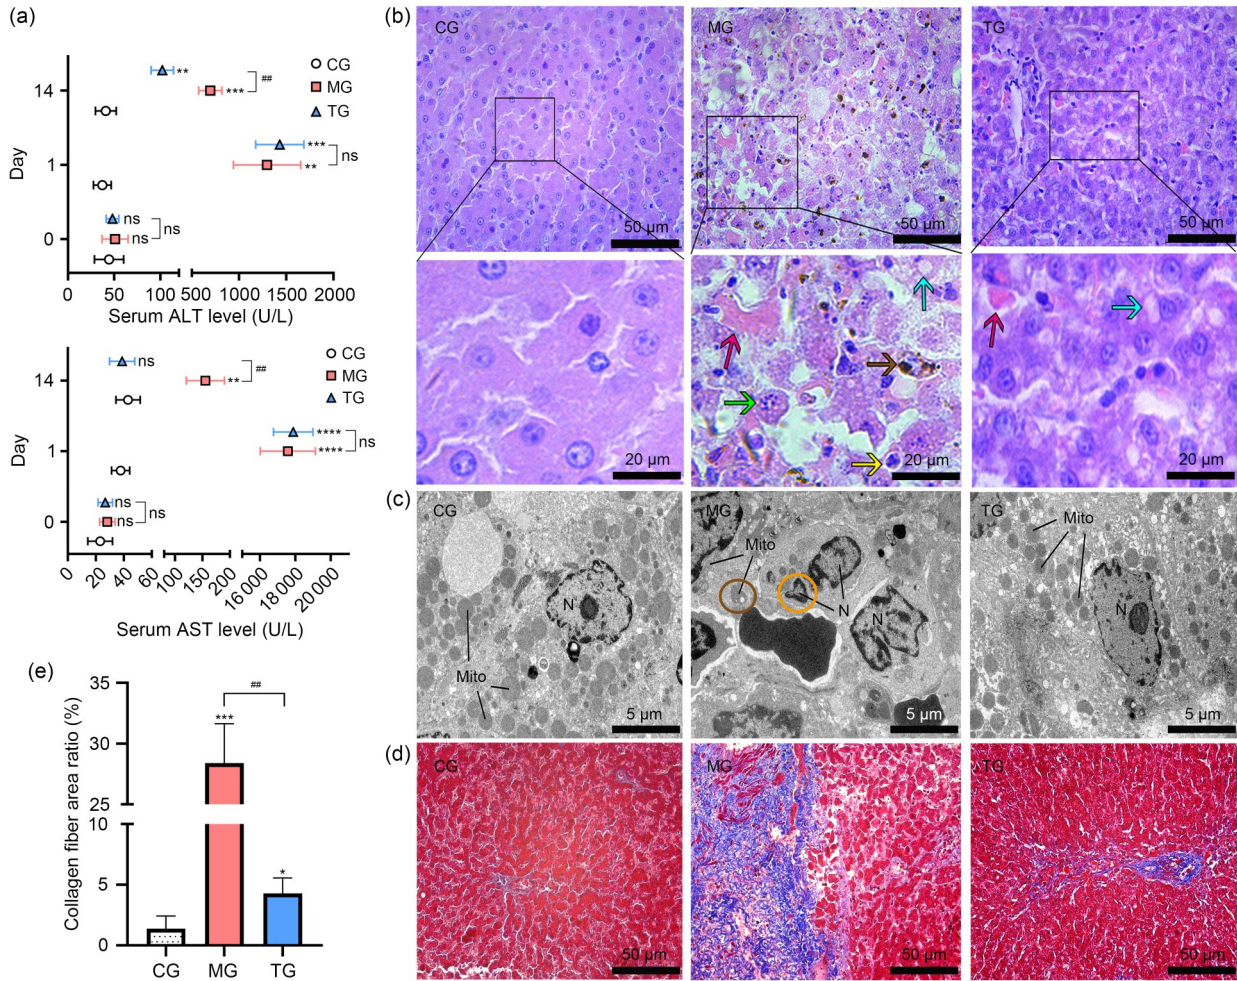 (a)
CG
MG
TG
**
***
##
14
***
**
ns
1
ns
ns
ns
0
Day
0 50 100 500 1000 1500 2000
Serum ALT level (U/L)
CG
MG
TG
ns
**
##
14
****
****
ns
1
ns
ns
ns
0
Day
0 20 40 60 100 150 200 16 000 18 000 20 000
Serum AST level (U/L)
(b)
CG
50 µm
MG
50 µm
TG
50 µm
20 µm
20 µm
20 µm
(c)
CG
N
Mito
5 µm
MG
Mito
N
N
5 µm
TG
Mito
N
5 µm
(d)
CG
50 µm
MG
50 µm
TG
50 µm
(e)
Collagen fiber area ratio (%)
35
30
25
10
5
0
***
##
*
CG MG TG